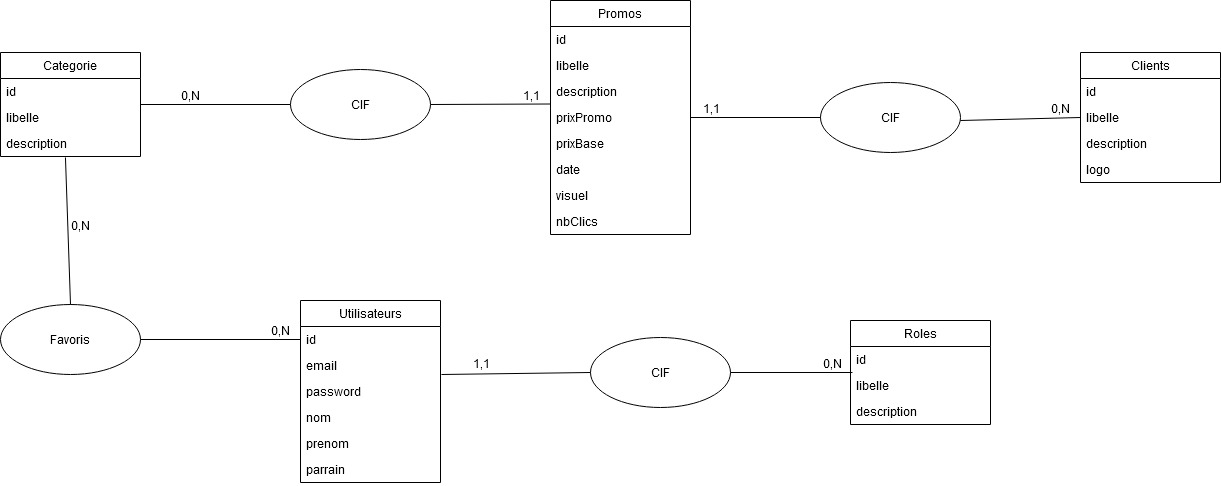 Promos
id
libelle
description
prixPromo
prixBase
date
visuel
nbClics
Categorie
id
libelle
description
0,N
CIF
1,1
1,1
CIF
0,N
Clients
id
libelle
description
logo
0,N
Favoris
0,N
Utilisateurs
id
email
password
nom
prenom
parrain
1,1
CIF
0,N
Roles
id
libelle
description